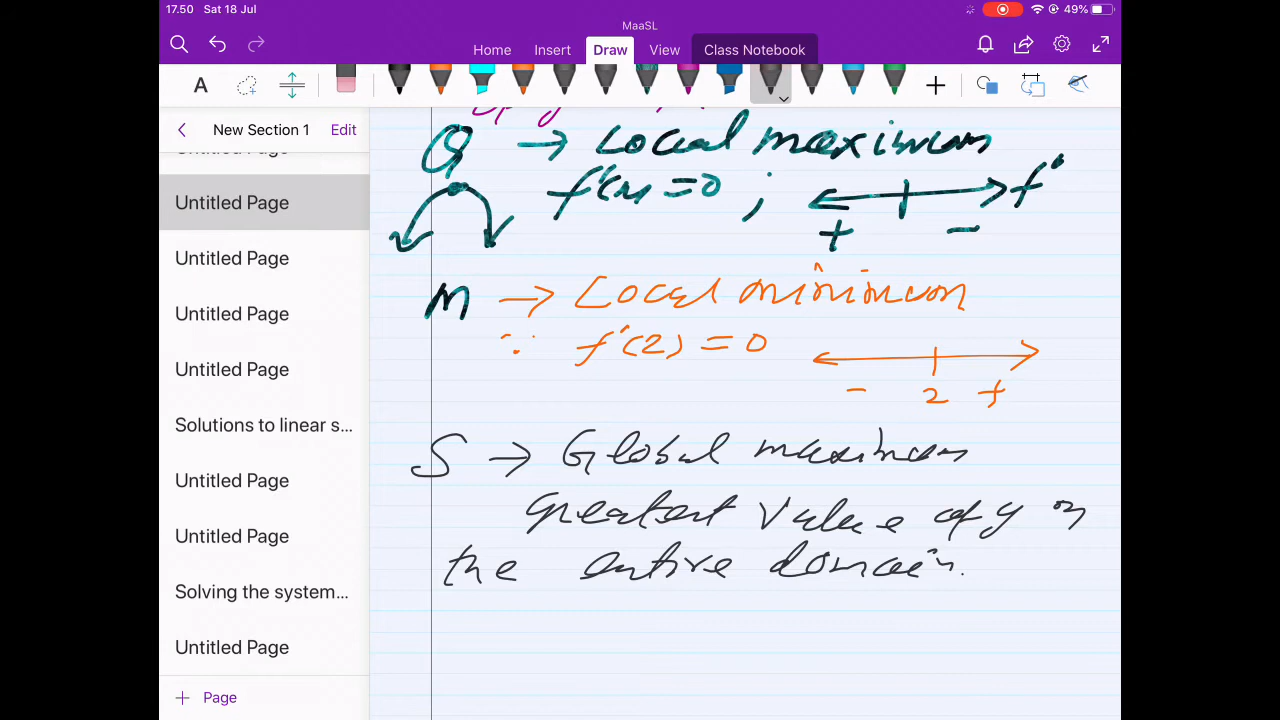 17.50 Sat 18 Jul
49%
MaaSL
Home Insert Draw View Class Notebook
A
New Section 1 Edit
Untitled Page
Untitled Page
Untitled Page
Untitled Page
Solutions to linear s...
Untitled Page
Untitled Page
Solving the system...
Untitled Page
+ Page
Q → Local maximum
f'(x) = 0 ; f'
+ -
M → Local minimum
∵ f'(2) = 0
- 2 +
S → Global maximum
greatest value of y in
the entire domain.